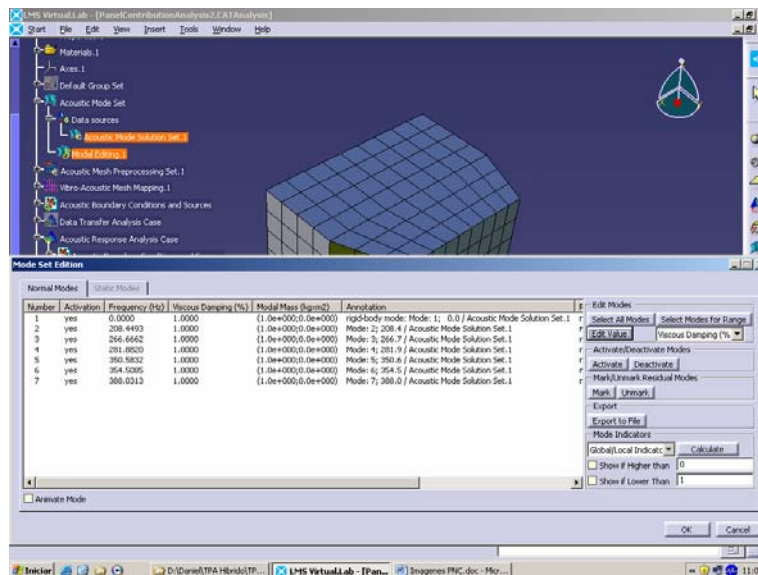 LMS Virtual.Lab - [PanelContributionAnalysis2.CATAnalysis]
Start File Edit View Insert Tools Window Help
Materials.1
Axes.1
Default Group Set
Acoustic Mode Set
Data sources
Acoustic Mode Solution Set.1
Modal Editing.1
Acoustic Mesh Preprocessing Set.1
Vibro-Acoustic Mesh Mapping.1
Acoustic Boundary Conditions and Sources
Data Transfer Analysis Case
Acoustic Response Analysis Case
Mode Set Edition
Normal Modes Static Modes
Number Activation Frequency (Hz) Viscous Damping (%) Modal Mass (kg·m2) Annotation
1 yes 0.0000 1.0000 (1.0e+000;0.0e+000) rigid-body mode: Mode: 1; 0.0 / Acoustic Mode Solution Set.1
2 yes 208.4493 1.0000 (1.0e+000;0.0e+000) Mode: 2; 208.4 / Acoustic Mode Solution Set.1
3 yes 266.6662 1.0000 (1.0e+000;0.0e+000) Mode: 3; 266.7 / Acoustic Mode Solution Set.1
4 yes 281.8820 1.0000 (1.0e+000;0.0e+000) Mode: 4; 281.9 / Acoustic Mode Solution Set.1
5 yes 350.5832 1.0000 (1.0e+000;0.0e+000) Mode: 5; 350.6 / Acoustic Mode Solution Set.1
6 yes 354.5085 1.0000 (1.0e+000;0.0e+000) Mode: 6; 354.5 / Acoustic Mode Solution Set.1
7 yes 388.0313 1.0000 (1.0e+000;0.0e+000) Mode: 7; 388.0 / Acoustic Mode Solution Set.1
Edit Modes
Select All Modes Select Modes for Range
Edit Value Viscous Damping (%
Activate/Deactivate Modes
Activate Deactivate
Mark/Unmark Residual Modes
Mark Unmark
Export
Export to File
Mode Indicators
Global/Local Indicatc Calculate
Show if Higher than 0
Show if Lower Than 1
Animate Mode
OK Cancel
Iniciar D:\Daniel\TPA Hibrido\TP... LMS Virtual.Lab - [Pan... Imagenes PNC.doc - Micr... 11:0